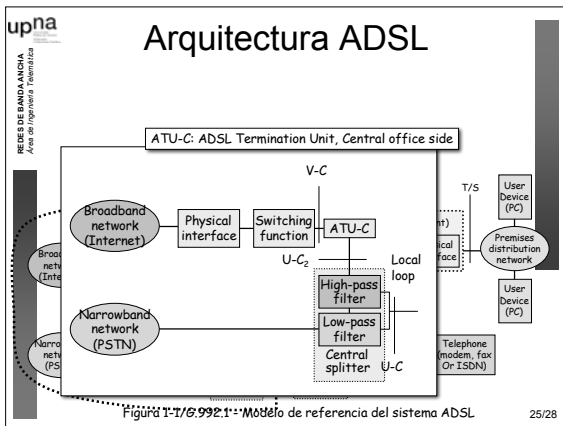 upna
Arquitectura ADSL
REDES DE BANDA ANCHA
Área de Ingeniería Telemática
ATU-C: ADSL Termination Unit, Central office side
V-C
Broadband
network
(Internet)
Physical
interface
Switching
function
ATU-C
U-C2
Local
loop
High-pass
filter
Narrowband
network
(PSTN)
Low-pass
filter
Central
splitter
U-C
T/S
User
Device
(PC)
Premises
distribution
network
User
Device
(PC)
Telephone
(modem, fax
Or ISDN)
Figura I-1/G.992.1 - Modelo de referencia del sistema ADSL
25/28